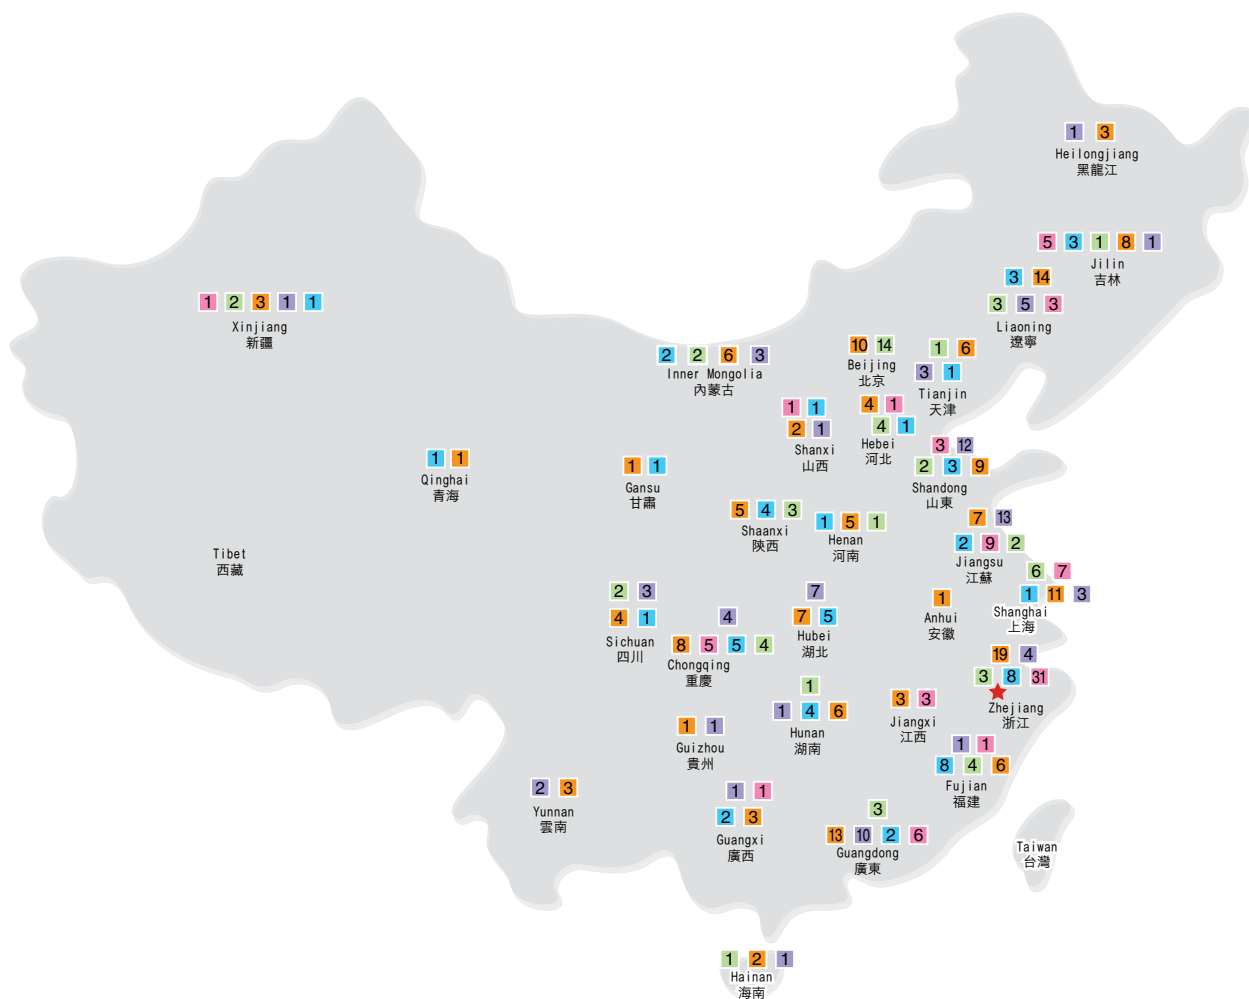 1 3
Heilongjiang
黑龍江
5 3 1 8 1
Jilin
吉林
3 14
3 5 3
Liaoning
遼寧
1 2 3 1 1
Xinjiang
新疆
2 2 6 3
Inner Mongolia
內蒙古
10 14
Beijing
北京
1 6
3 1
Tianjin
天津
1 1
2 1
Shanxi
山西
4 1
4 1
Hebei
河北
3 12
2 3 9
Shandong
山東
1 1
Qinghai
青海
1 1
Gansu
甘肅
5 4 3
Shaanxi
陝西
1 5 1
Henan
河南
7 13
2 9 2
Jiangsu
江蘇
Tibet
西藏
6 7
1 11 3
Shanghai
上海
2 3
4 1
Sichuan
四川
4
8 5 5 4
Chongqing
重慶
7
7 5
Hubei
湖北
1
Anhui
安徽
19 4
3 8 31
Zhejiang
浙江
1
1 4 6
Hunan
湖南
3 3
Jiangxi
江西
1 1
Guizhou
貴州
1 1
8 4 6
Fujian
福建
2 3
Yunnan
雲南
1 1
2 3
Guangxi
廣西
3
13 10 2 6
Guangdong
廣東
Taiwan
台灣
1 2 1
Hainan
海南